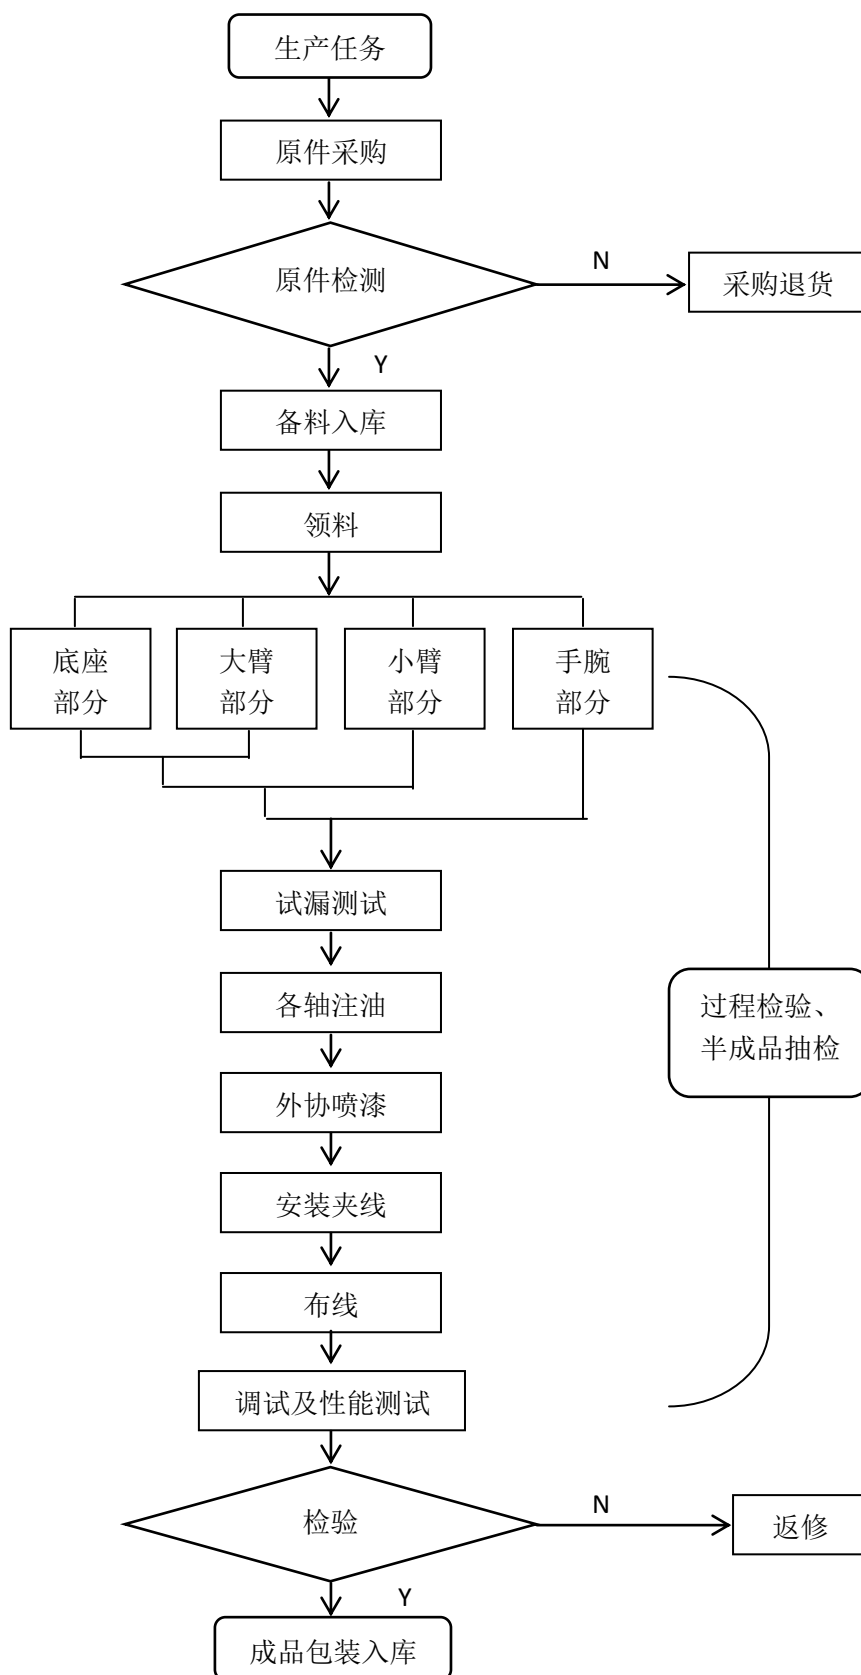 生产任务
原件采购
原件检测
N
采购退货
Y
备料入库
领料
底座
部分
大臂
部分
小臂
部分
手腕
部分
试漏测试
各轴注油
过程检验、
半成品抽检
外协喷漆
安装夹线
布线
调试及性能测试
检验
N
返修
Y
成品包装入库